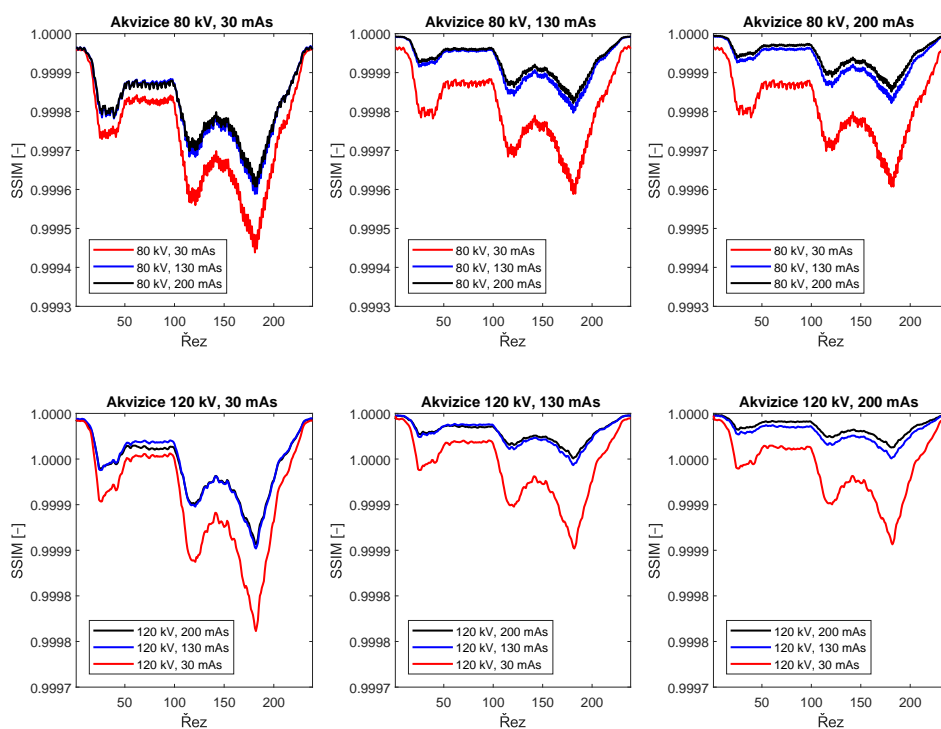 Akvizice 80 kV, 30 mAs
1.0000
0.9999
0.9998
0.9997
0.9996
0.9995
0.9994
0.9993
SSIM [−]
80 kV, 30 mAs
80 kV, 130 mAs
80 kV, 200 mAs
50 100 150 200
Řez
Akvizice 80 kV, 130 mAs
1.0000
0.9999
0.9998
0.9997
0.9996
0.9995
0.9994
0.9993
SSIM [−]
80 kV, 30 mAs
80 kV, 130 mAs
80 kV, 200 mAs
50 100 150 200
Řez
Akvizice 80 kV, 200 mAs
1.0000
0.9999
0.9998
0.9997
0.9996
0.9995
0.9994
0.9993
SSIM [−]
80 kV, 30 mAs
80 kV, 130 mAs
80 kV, 200 mAs
50 100 150 200
Řez
Akvizice 120 kV, 30 mAs
1.0000
1.0000
0.9999
0.9999
0.9998
0.9998
0.9997
SSIM [−]
120 kV, 200 mAs
120 kV, 130 mAs
120 kV, 30 mAs
50 100 150 200
Řez
Akvizice 120 kV, 130 mAs
1.0000
1.0000
0.9999
0.9999
0.9998
0.9998
0.9997
SSIM [−]
120 kV, 200 mAs
120 kV, 130 mAs
120 kV, 30 mAs
50 100 150 200
Řez
Akvizice 120 kV, 200 mAs
1.0000
1.0000
0.9999
0.9999
0.9998
0.9998
0.9997
SSIM [−]
120 kV, 200 mAs
120 kV, 130 mAs
120 kV, 30 mAs
50 100 150 200
Řez